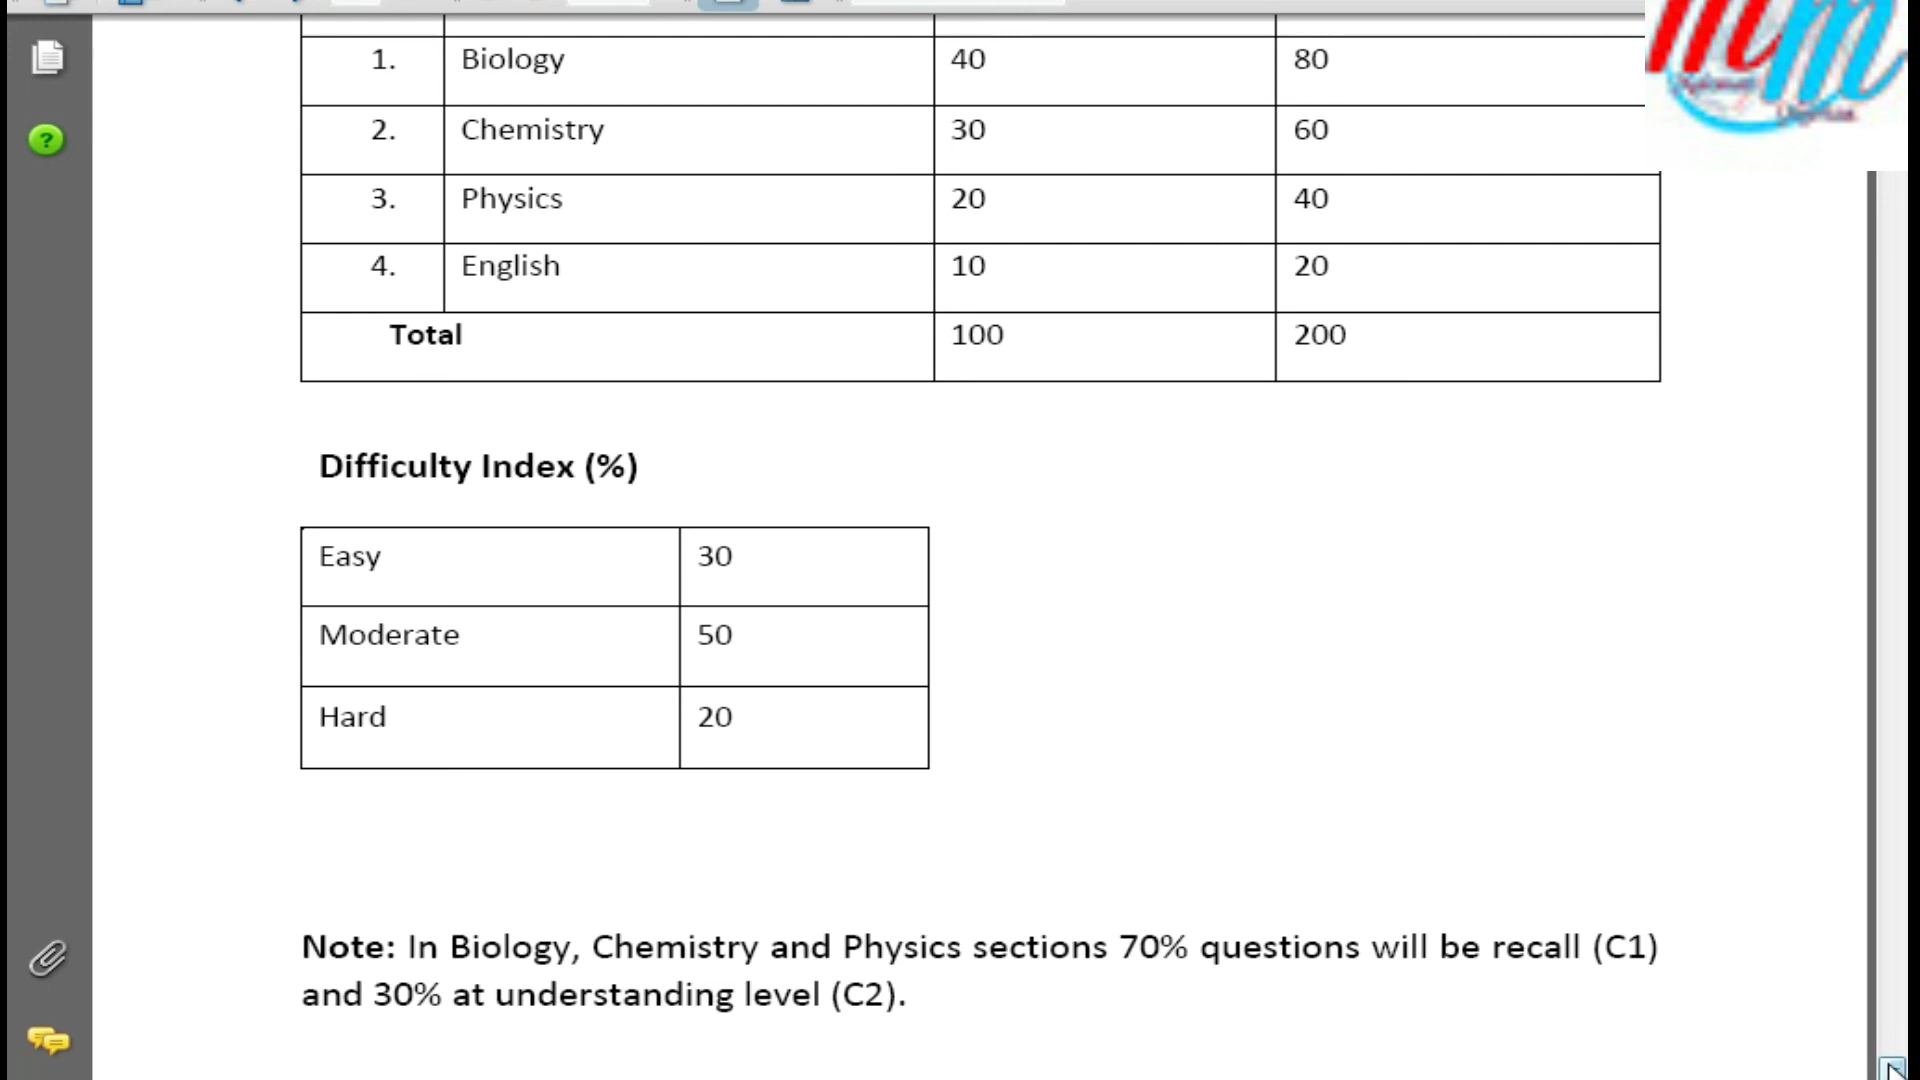 1. Biology 40 80
2. Chemistry 30 60
3. Physics 20 40
4. English 10 20
Total 100 200
Difficulty Index (%)
Easy 30
Moderate 50
Hard 20
Note: In Biology, Chemistry and Physics sections 70% questions will be recall (C1)
and 30% at understanding level (C2).